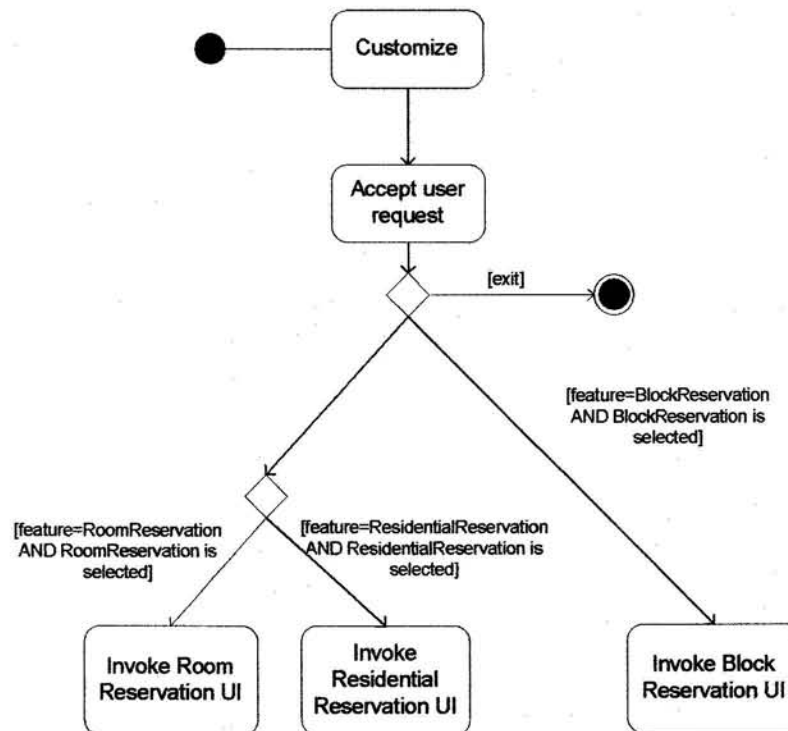 Customize
Accept user
request
[exit]
[feature=BlockReservation
AND BlockReservation is
selected]
[feature=RoomReservation
AND RoomReservation is
selected]
[feature=ResidentialReservation
AND ResidentialReservation is
selected]
Invoke Room
Reservation UI
Invoke
Residential
Reservation UI
Invoke Block
Reservation UI